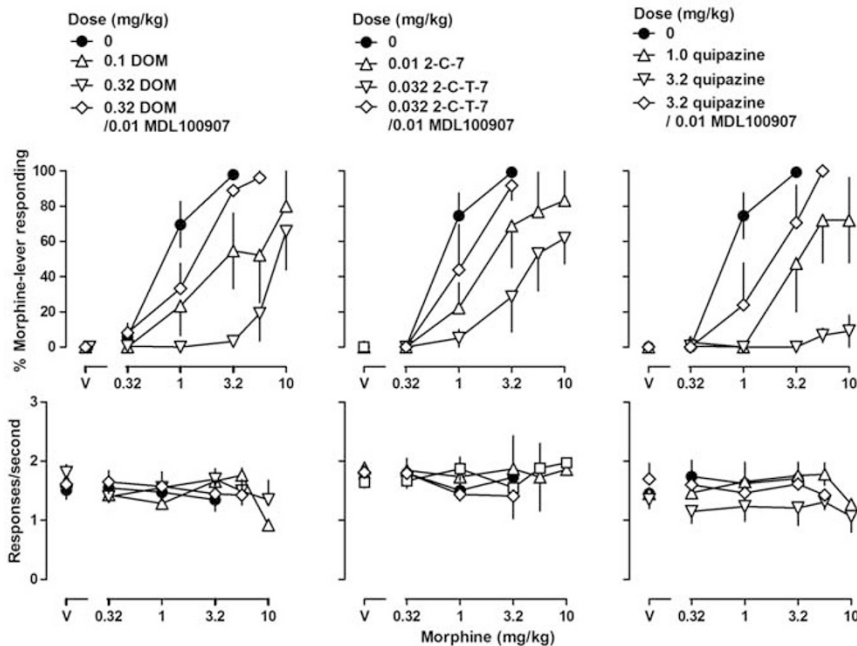 Dose (mg/kg)
0
0.1 DOM
0.32 DOM
0.32 DOM
/0.01 MDL100907
Dose (mg/kg)
0
0.01 2-C-7
0.032 2-C-T-7
0.032 2-C-T-7
/0.01 MDL100907
Dose (mg/kg)
0
1.0 quipazine
3.2 quipazine
3.2 quipazine
/ 0.01 MDL100907
% Morphine-lever responding
100
80
60
40
20
0
V 0.32 1 3.2 10
V 0.32 1 3.2 10
V 0.32 1 3.2 10
Responses/second
3
2
1
0
V 0.32 1 3.2 10
V 0.32 1 3.2 10
V 0.32 1 3.2 10
Morphine (mg/kg)